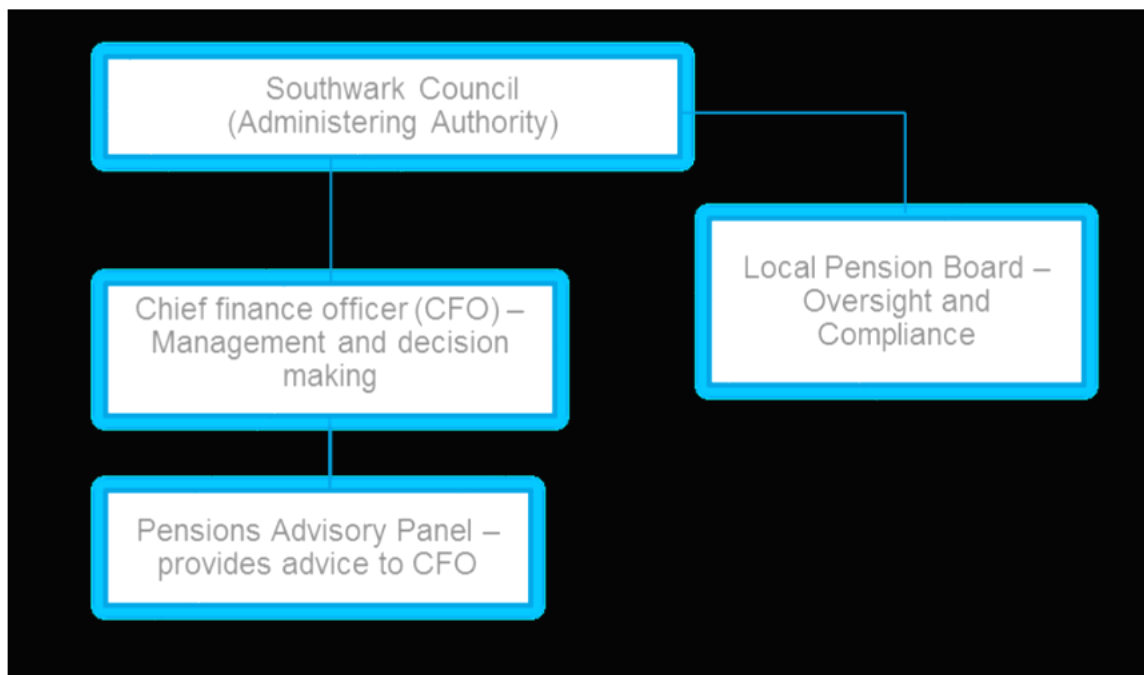 Southwark Council
(Administering Authority)
Chief finance officer (CFO) –
Management and decision
making
Local Pension Board –
Oversight and
Compliance
Pensions Advisory Panel –
provides advice to CFO